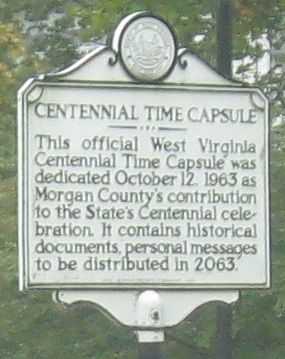 CENTENNIAL TIME CAPSULE
This official West Virginia
Centennial Time Capsule was
dedicated October 12, 1963 as
Morgan County's contribution
to the State's Centennial cele-
bration. It contains historical
documents, personal messages
to be distributed in 2063.